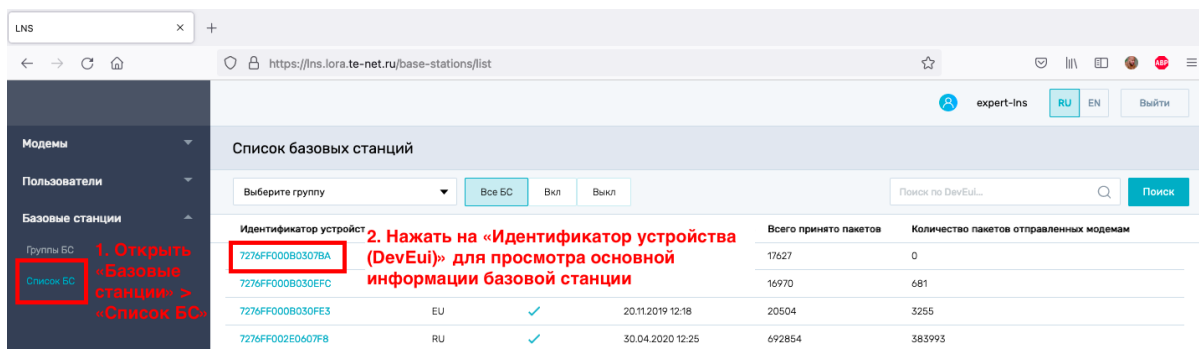 LNS
https://lns.lora.te-net.ru/base-stations/list
ABP
expert-lns
RU
EN
Выйти
Модемы
Список базовых станций
Пользователи
Выберите группу
Все БС
Вкл
Выкл
Поиск по DevEui...
Поиск
Базовые станции
Идентификатор устройст
Всего принято пакетов
Количество пакетов отправленных модемам
Группы БС
Список БС
1. Открыть
«Базовые
станции» >
«Список БС»
2. Нажать на «Идентификатор устройства
(DevEui)» для просмотра основной
информации базовой станции
7276FF000B0307BA
17627
0
7276FF000B030EFC
16970
681
7276FF000B030FE3
EU
20.11.2019 12:18
20504
3255
7276FF002E0607F8
RU
30.04.2020 12:25
692854
383993